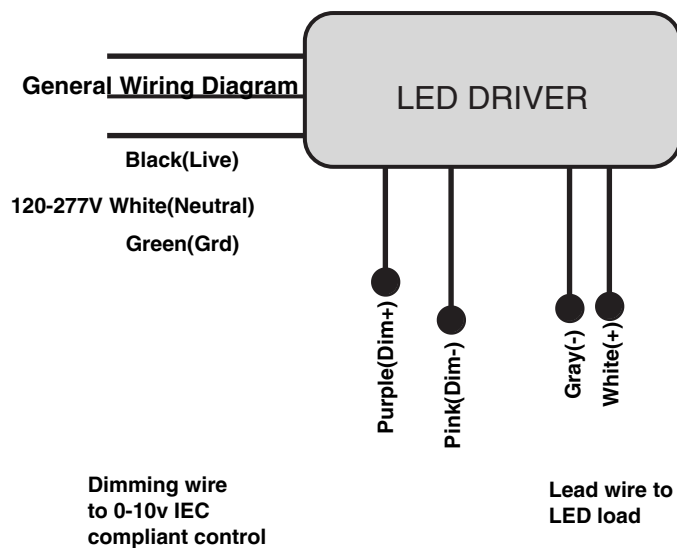 General Wiring Diagram
LED DRIVER
Black(Live)
120-277V White(Neutral)
Green(Grd)
Purple(Dim+)
Pink(Dim-)
Gray(-)
White(+)
Dimming wire
to 0-10v IEC
compliant control
Lead wire to
LED load